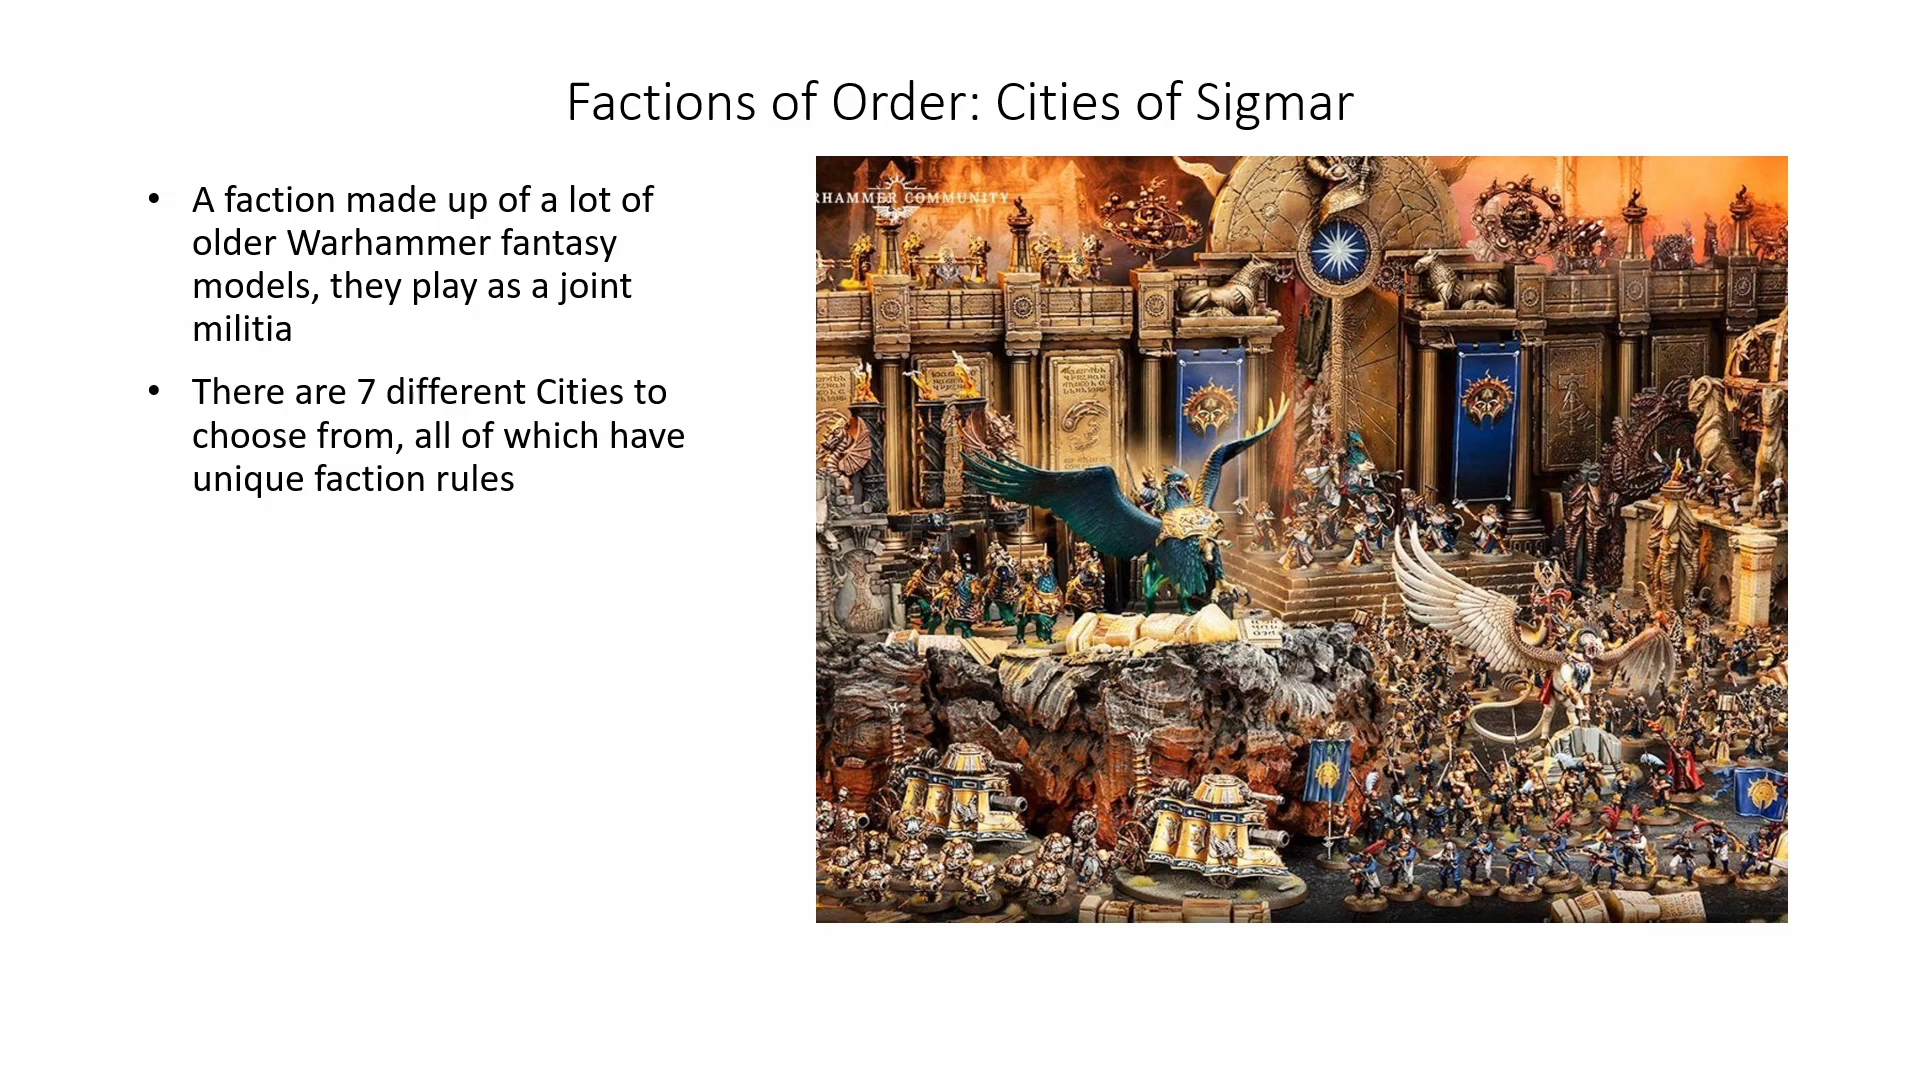 Factions of Order: Cities of Sigmar
• A faction made up of a lot of
older Warhammer fantasy
models, they play as a joint
militia
• There are 7 different Cities to
choose from, all of which have
unique faction rules
RHAMMER COMMUNITY